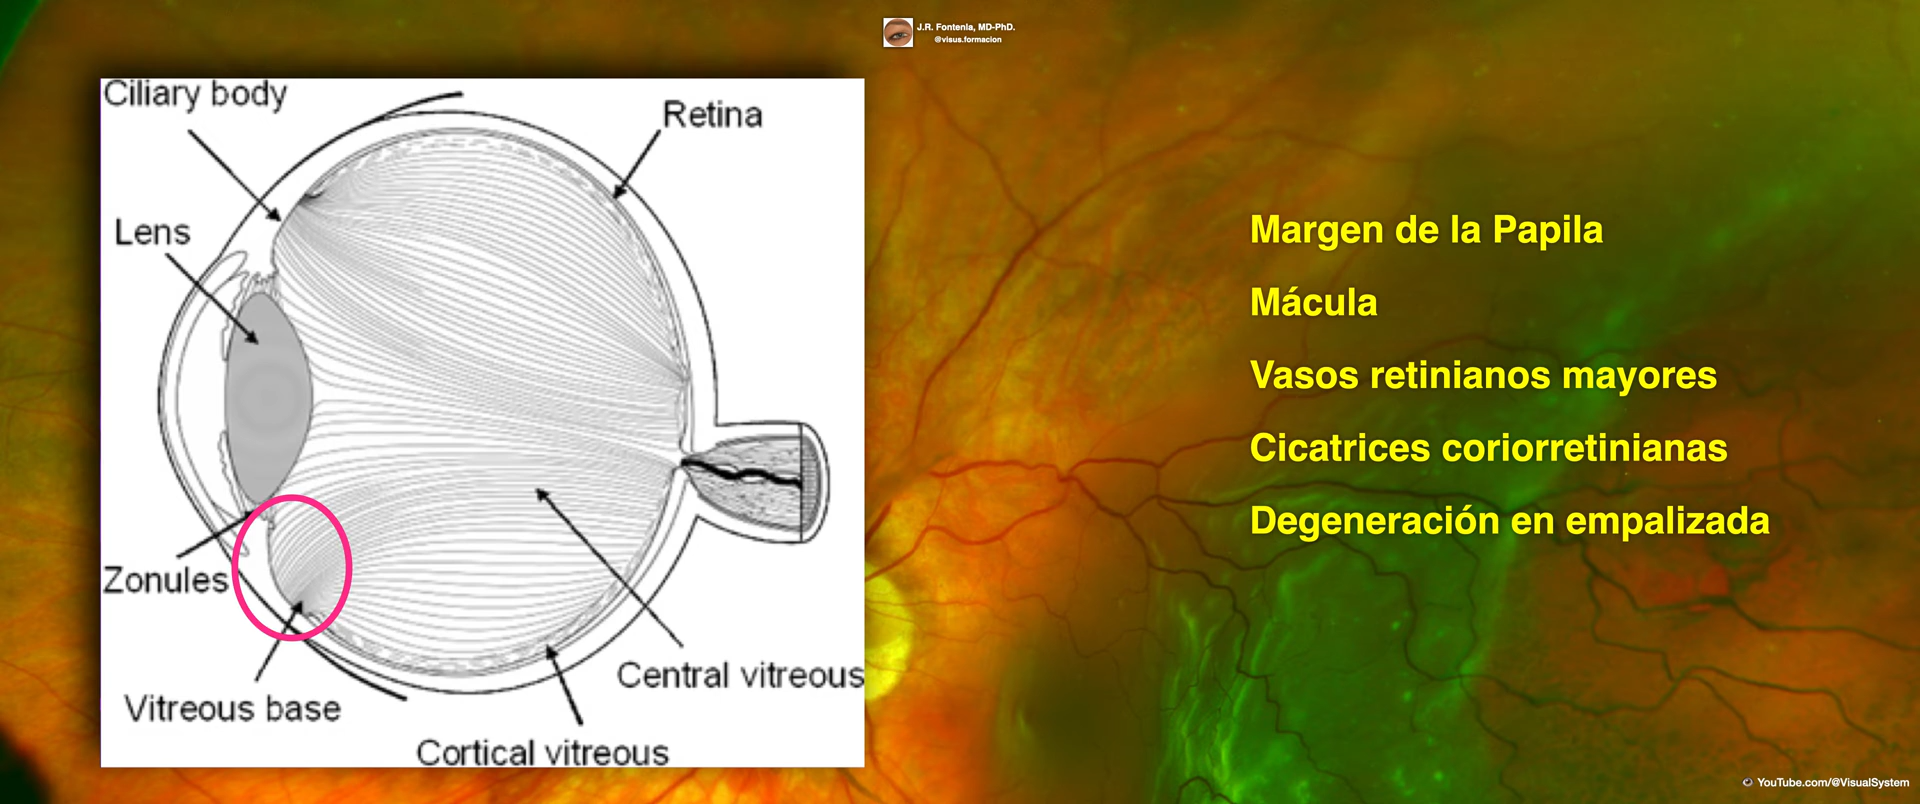 J.R. Fontenla, MD-PhD.
@visus.formacion
Ciliary body
Retina
Lens
Zonules
Vitreous base
Central vitreous
Cortical vitreous
Margen de la Papila
Mácula
Vasos retinianos mayores
Cicatrices coriorretinianas
Degeneración en empalizada
YouTube.com/@VisualSystem